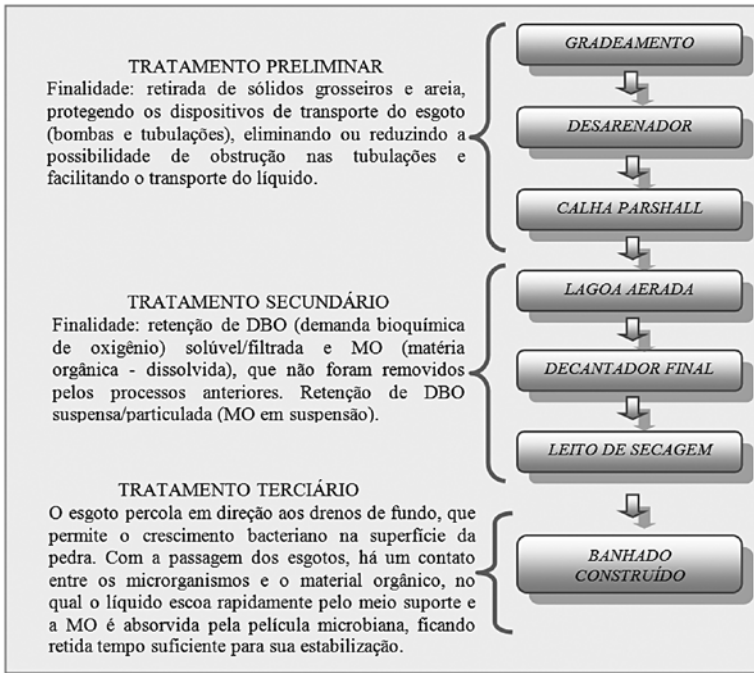 TRATAMENTO PRELIMINAR
Finalidade: retirada de sólidos grosseiros e areia,
protegendo os dispositivos de transporte do esgoto
(bombas e tubulações), eliminando ou reduzindo a
possibilidade de obstrução nas tubulações e
facilitando o transporte do líquido.
GRADEAMENTO
DESARENADOR
CALHA PARSHALL
TRATAMENTO SECUNDÁRIO
Finalidade: retenção de DBO (demanda bioquímica
de oxigênio) solúvel/filtrada e MO (matéria
orgânica - dissolvida), que não foram removidos
pelos processos anteriores. Retenção de DBO
suspensa/particulada (MO em suspensão).
LAGOA AERADA
DECANTADOR FINAL
LEITO DE SECAGEM
TRATAMENTO TERCIÁRIO
O esgoto percola em direção aos drenos de fundo, que
permite o crescimento bacteriano na superfície da
pedra. Com a passagem dos esgotos, há um contato
entre os microrganismos e o material orgânico, no
qual o líquido escoa rapidamente pelo meio suporte e
a MO é absorvida pela película microbiana, ficando
retida tempo suficiente para sua estabilização.
BANHADO
CONSTRUÍDO